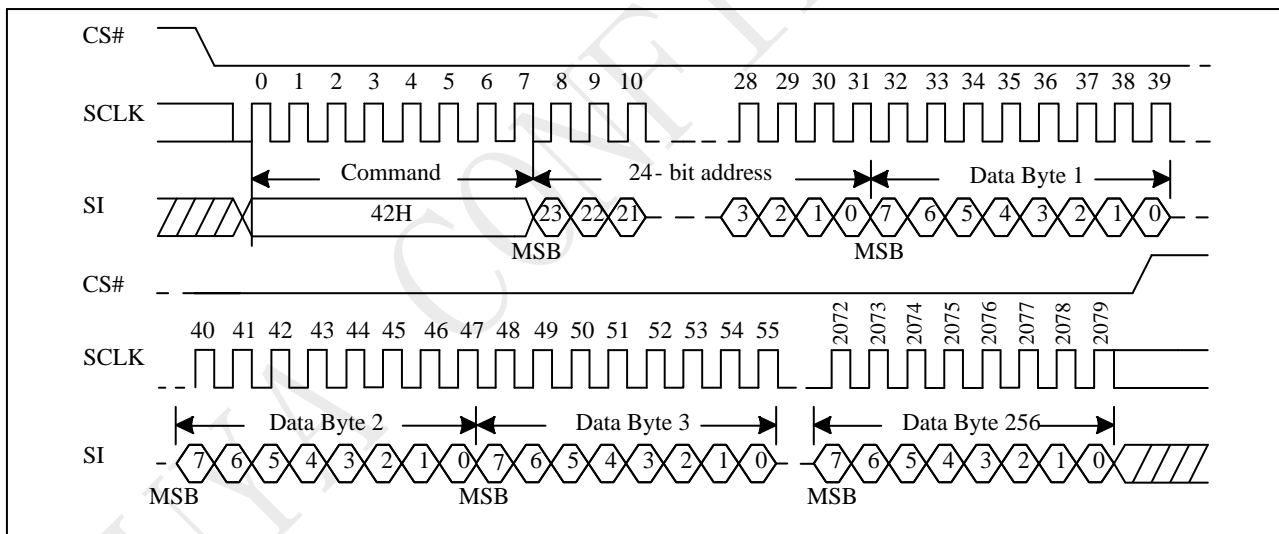 CS#
0 1 2 3 4 5 6 7 8 9 10 28 29 30 31 32 33 34 35 36 37 38 39
SCLK
Command 24- bit address Data Byte 1
SI 42H 23 22 21 3 2 1 0 7 6 5 4 3 2 1 0
MSB MSB
CS#
40 41 42 43 44 45 46 47 48 49 50 51 52 53 54 55 2072 2073 2074 2075 2076 2077 2078 2079
SCLK
Data Byte 2 Data Byte 3 Data Byte 256
SI 7 6 5 4 3 2 1 0 7 6 5 4 3 2 1 0 7 6 5 4 3 2 1 0
MSB MSB MSB